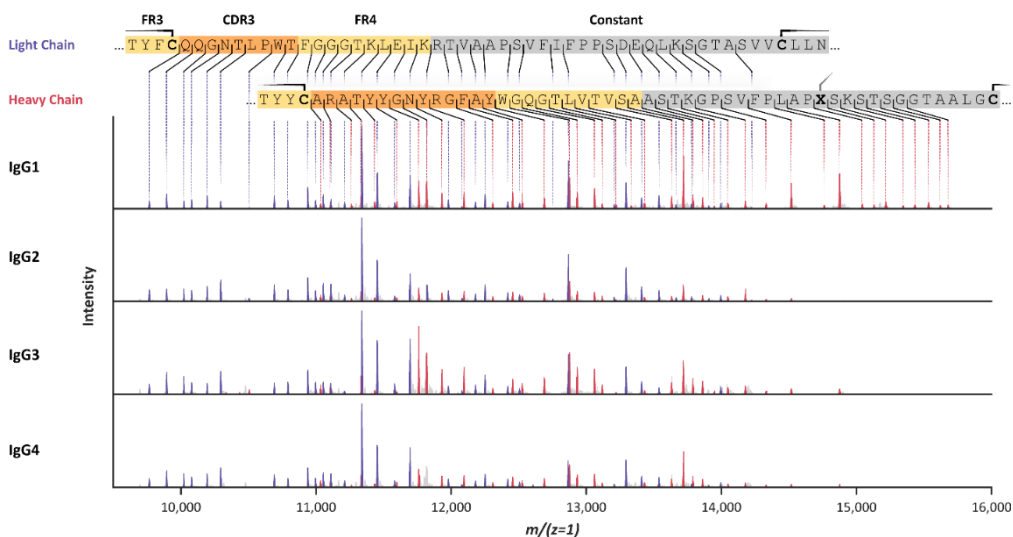 FR3 CDR3 FR4 Constant
Light Chain ... TYFCQQGNTLPWTFGGGTKLEIKRTVAAPSVFIFPPSDEQLKSGTASVVCLLN ...
Heavy Chain ... TYYCARATYYGNYRGFAYWGQGTLVTVSAASTKGPSVFPLAPXSKSTSGGTAALGC ...
IgG1
IgG2
IgG3
IgG4
Intensity
10,000 11,000 12,000 13,000 14,000 15,000 16,000
m/(z=1)